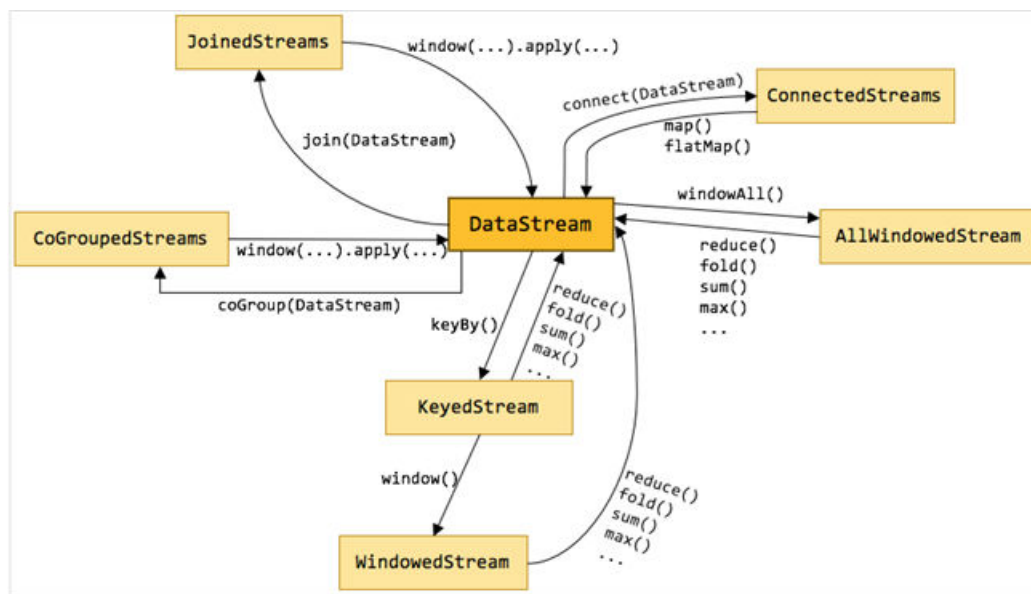 JoinedStreams
window(...).apply(...)
connect(DataStream)
ConnectedStreams
map()
flatMap()
join(DataStream)
windowAll()
DataStream
CoGroupedStreams
window(...).apply(...)
AllWindowedStream
reduce()
fold()
sum()
max()
...
coGroup(DataStream)
keyBy()
reduce()
fold()
sum()
max()
...
KeyedStream
window()
reduce()
fold()
sum()
max()
...
WindowedStream